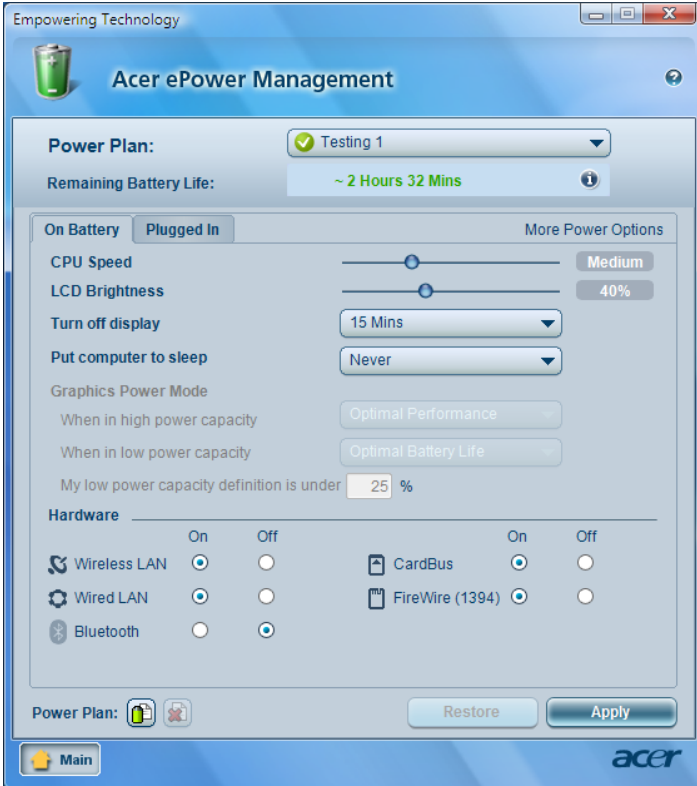 Empowering Technology
Acer ePower Management
Power Plan:
Testing 1
Remaining Battery Life:
~ 2 Hours 32 Mins
On Battery
Plugged In
More Power Options
CPU Speed
Medium
LCD Brightness
40%
Turn off display
15 Mins
Put computer to sleep
Never
Graphics Power Mode
When in high power capacity
Optimal Performance
When in low power capacity
Optimal Battery Life
My low power capacity definition is under 25 %
Hardware
On Off On Off
Wireless LAN
CardBus
Wired LAN
FireWire (1394)
Bluetooth
Power Plan:
Restore
Apply
Main
acer